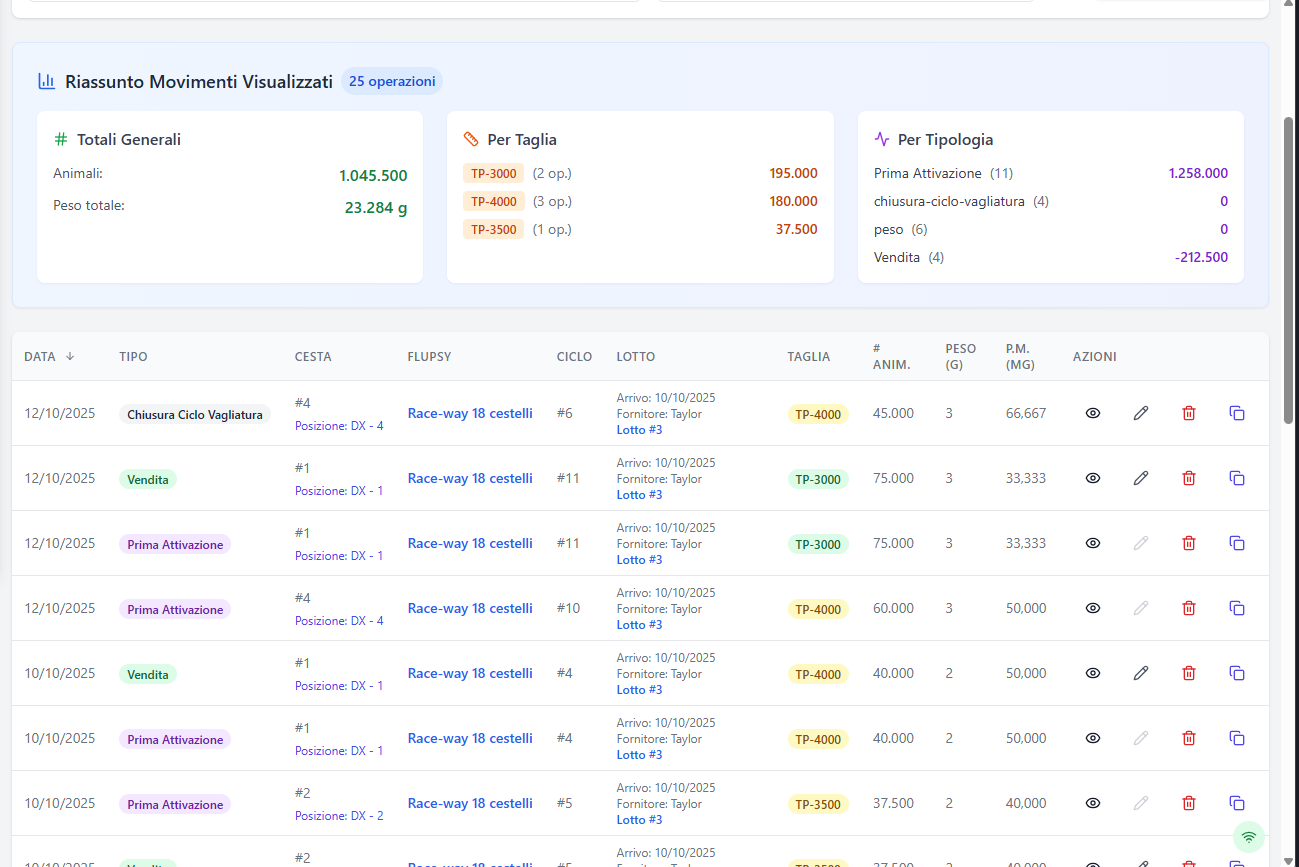 Riassunto Movimenti Visualizzati 25 operazioni
Totali Generali
Animali: 1.045.500
Peso totale: 23.284 g
Per Taglia
TP-3000 (2 op.) 195.000
TP-4000 (3 op.) 180.000
TP-3500 (1 op.) 37.500
Per Tipologia
Prima Attivazione (11) 1.258.000
chiusura-ciclo-vagliatura (4) 0
peso (6) 0
Vendita (4) -212.500
DATA ↓ TIPO CESTA FLUPSY CICLO LOTTO TAGLIA # ANIM. PESO (G) P.M. (MG) AZIONI
12/10/2025 Chiusura Ciclo Vagliatura #4 Race-way 18 cestelli #6 Arrivo: 10/10/2025 TP-4000 45.000 3 66,667
Posizione: DX - 4 Fornitore: Taylor
Lotto #3
12/10/2025 Vendita #1 Race-way 18 cestelli #11 Arrivo: 10/10/2025 TP-3000 75.000 3 33,333
Posizione: DX - 1 Fornitore: Taylor
Lotto #3
12/10/2025 Prima Attivazione #1 Race-way 18 cestelli #11 Arrivo: 10/10/2025 TP-3000 75.000 3 33,333
Posizione: DX - 1 Fornitore: Taylor
Lotto #3
12/10/2025 Prima Attivazione #4 Race-way 18 cestelli #10 Arrivo: 10/10/2025 TP-4000 60.000 3 50,000
Posizione: DX - 4 Fornitore: Taylor
Lotto #3
10/10/2025 Vendita #1 Race-way 18 cestelli #4 Arrivo: 10/10/2025 TP-4000 40.000 2 50,000
Posizione: DX - 1 Fornitore: Taylor
Lotto #3
10/10/2025 Prima Attivazione #1 Race-way 18 cestelli #4 Arrivo: 10/10/2025 TP-4000 40.000 2 50,000
Posizione: DX - 1 Fornitore: Taylor
Lotto #3
10/10/2025 Prima Attivazione #2 Race-way 18 cestelli #5 Arrivo: 10/10/2025 TP-3500 37.500 2 40,000
Posizione: DX - 2 Fornitore: Taylor
Lotto #3
#2 Arrivo: 10/10/2025